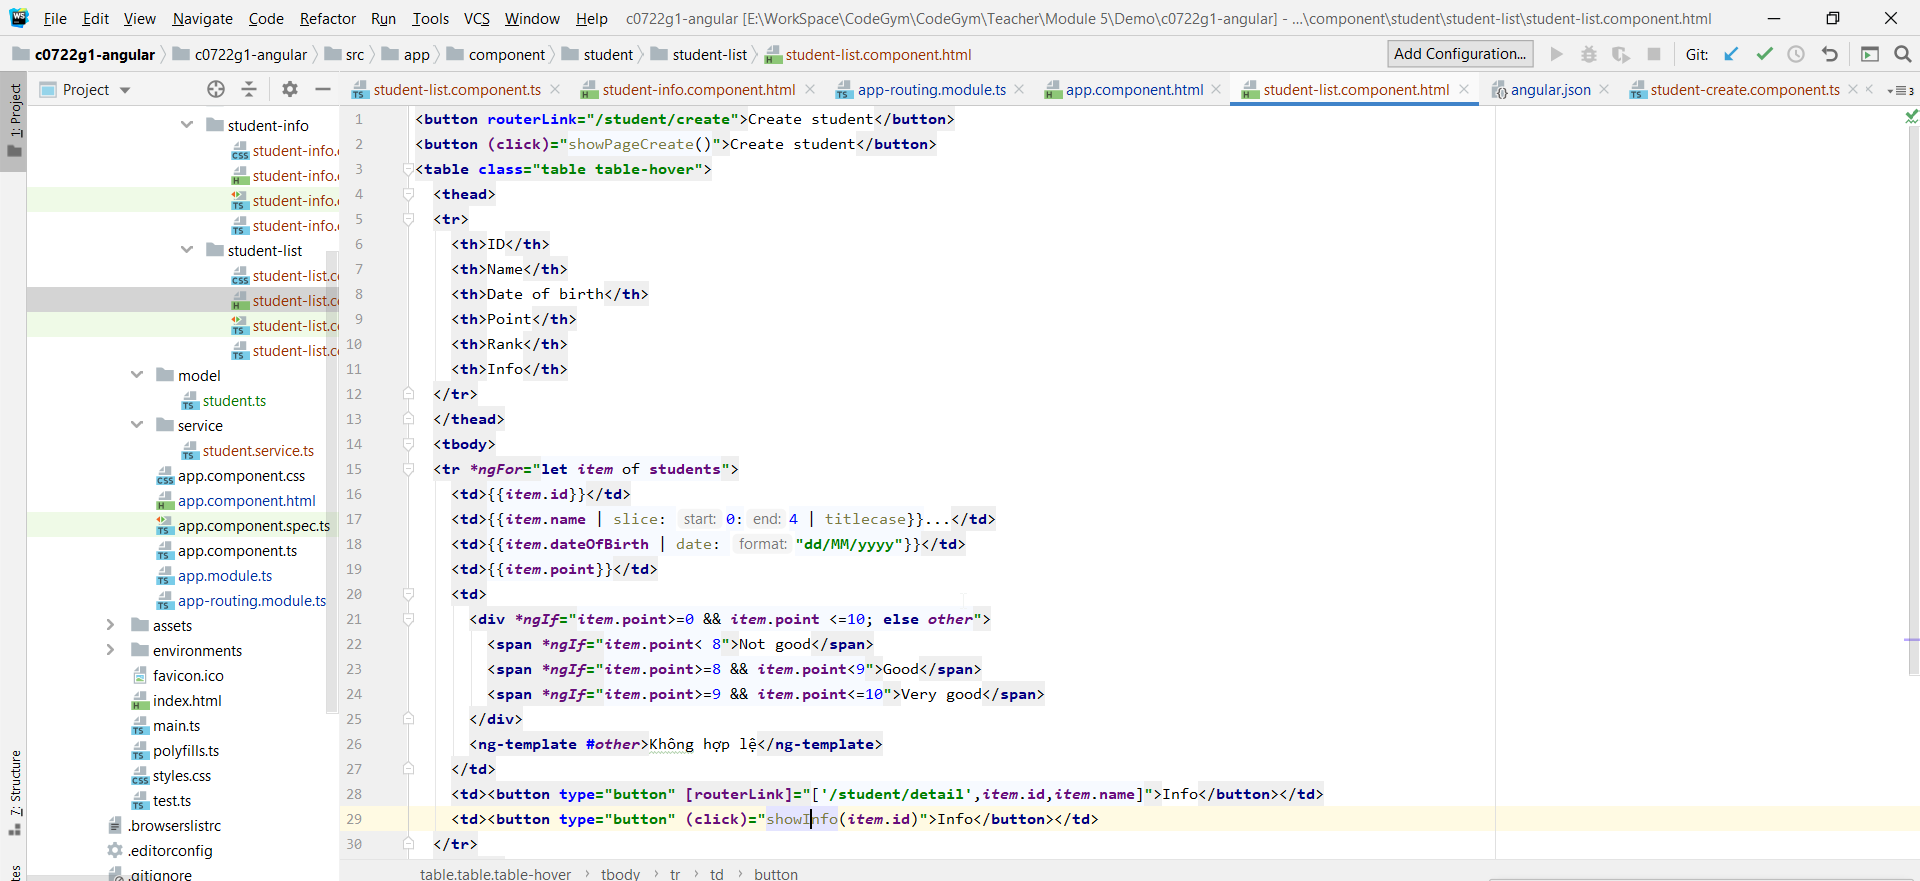 File Edit View Navigate Code Refactor Run Tools VCS Window Help c0722g1-angular [E:\WorkSpace\CodeGym\CodeGym\Teacher\Module 5\Demo\c0722g1-angular] - ...\component\student\student-list\student-list.component.html
c0722g1-angular c0722g1-angular src app component student student-list student-list.component.html Add Configuration... Git:
1: Project
Project
student-list.component.ts student-info.component.html app-routing.module.ts app.component.html student-list.component.html angular.json student-create.component.ts 3
student-info
student-info.
student-info.
student-info.
student-info.
student-list
student-list.c
student-list.c
student-list.c
student-list.c
model
student.ts
service
student.service.ts
app.component.css
app.component.html
app.component.spec.ts
app.component.ts
app.module.ts
app-routing.module.ts
assets
environments
favicon.ico
index.html
main.ts
polyfills.ts
styles.css
test.ts
.browserslistrc
.editorconfig
.gitignore
7: Structure
1 <button routerLink="/student/create">Create student</button>
2 <button (click)="showPageCreate()">Create student</button>
3 <table class="table table-hover">
4 <thead>
5 <tr>
6 <th>ID</th>
7 <th>Name</th>
8 <th>Date of birth</th>
9 <th>Point</th>
10 <th>Rank</th>
11 <th>Info</th>
12 </tr>
13 </thead>
14 <tbody>
15 <tr *ngFor="let item of students">
16 <td>{{item.id}}</td>
17 <td>{{item.name | slice: start: 0: end: 4 | titlecase}}...</td>
18 <td>{{item.dateOfBirth | date: format: "dd/MM/yyyy"}}</td>
19 <td>{{item.point}}</td>
20 <td>
21 <div *ngIf="item.point>=0 && item.point <=10; else other">
22 <span *ngIf="item.point< 8">Not good</span>
23 <span *ngIf="item.point>=8 && item.point<9">Good</span>
24 <span *ngIf="item.point>=9 && item.point<=10">Very good</span>
25 </div>
26 <ng-template #other>Không hợp lệ</ng-template>
27 </td>
28 <td><button type="button" [routerLink]="['/student/detail',item.id,item.name]">Info</button></td>
29 <td><button type="button" (click)="showInfo(item.id)">Info</button></td>
30 </tr>
table.table.table-hover tbody tr td button